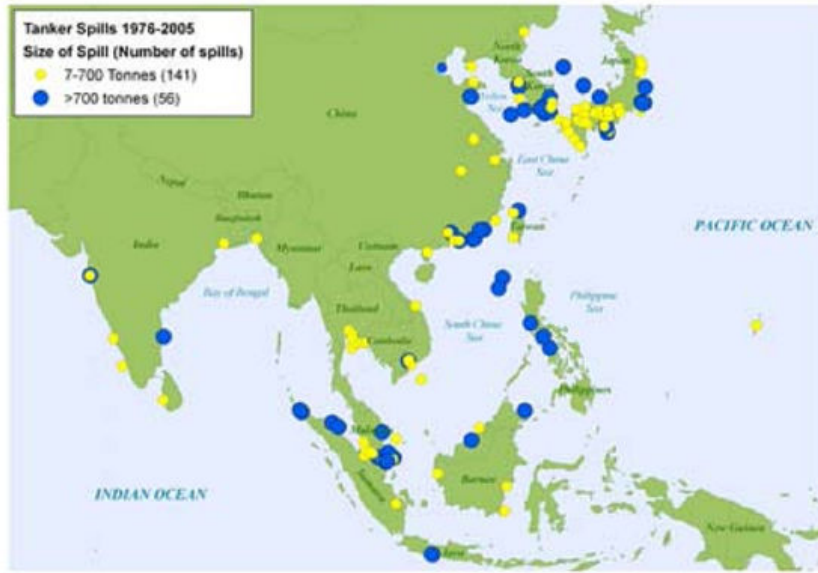 Tanker Spills 1976-2005
Size of Spill (Number of spills)
7-700 Tonnes (141)
>700 tonnes (56)
North
Korea
South
Korea
Japan
Sea
China
East China
Sea
Nepal
Bhutan
Bangladesh
India
Myanmar
Vietnam
Laos
Taiwan
PACIFIC OCEAN
Bay of Bengal
Thailand
Cambodia
South China
Sea
Philippine
Sea
Philippines
INDIAN OCEAN
Sumatra
Borneo
Java
New Guinea